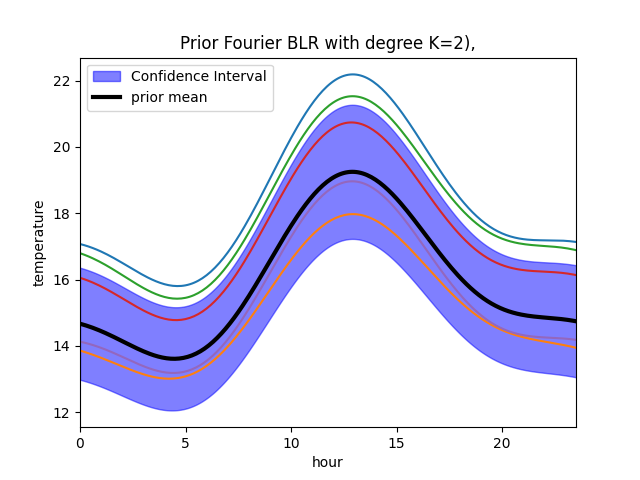 Prior Fourier BLR with degree K=2),
Confidence Interval
prior mean
temperature
22
20
18
16
14
12
0 5 10 15 20
hour